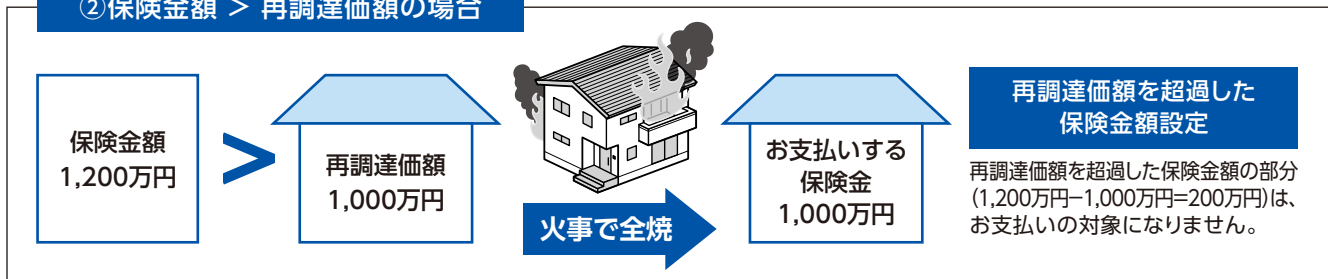 ②保険金額 > 再調達価額の場合
保険金額
1,200万円
>
再調達価額
1,000万円
火事で全焼
お支払いする
保険金
1,000万円
再調達価額を超過した
保険金額設定
再調達価額を超過した保険金額の部分
(1,200万円−1,000万円=200万円)は、
お支払いの対象になりません。